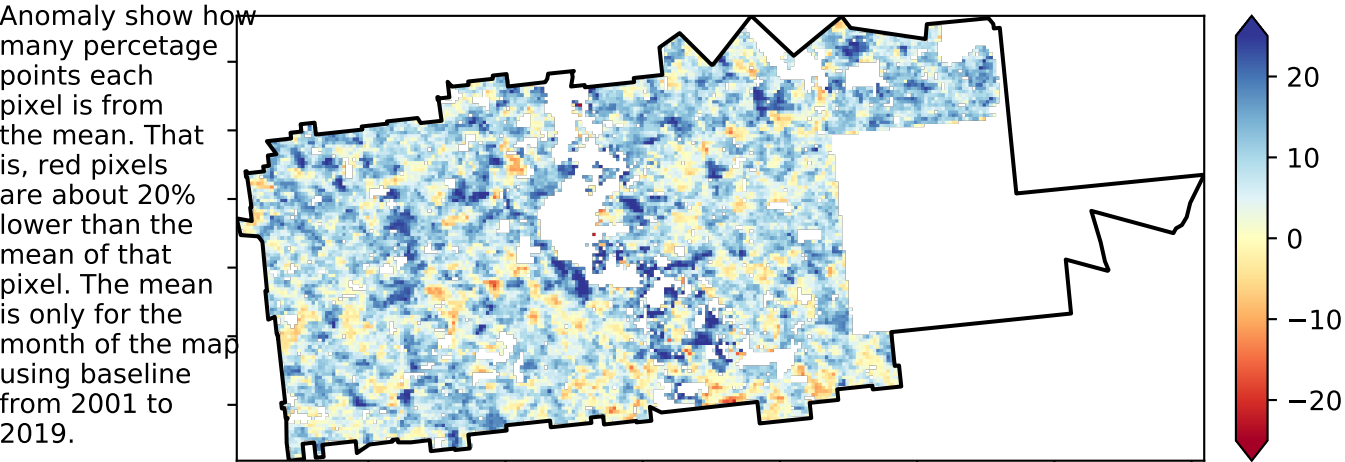 Anomaly show how
many percetage
points each
pixel is from
the mean. That
is, red pixels
are about 20%
lower than the
mean of that
pixel. The mean
is only for the
month of the map
using baseline
from 2001 to
2019.
20
10
0
−10
−20